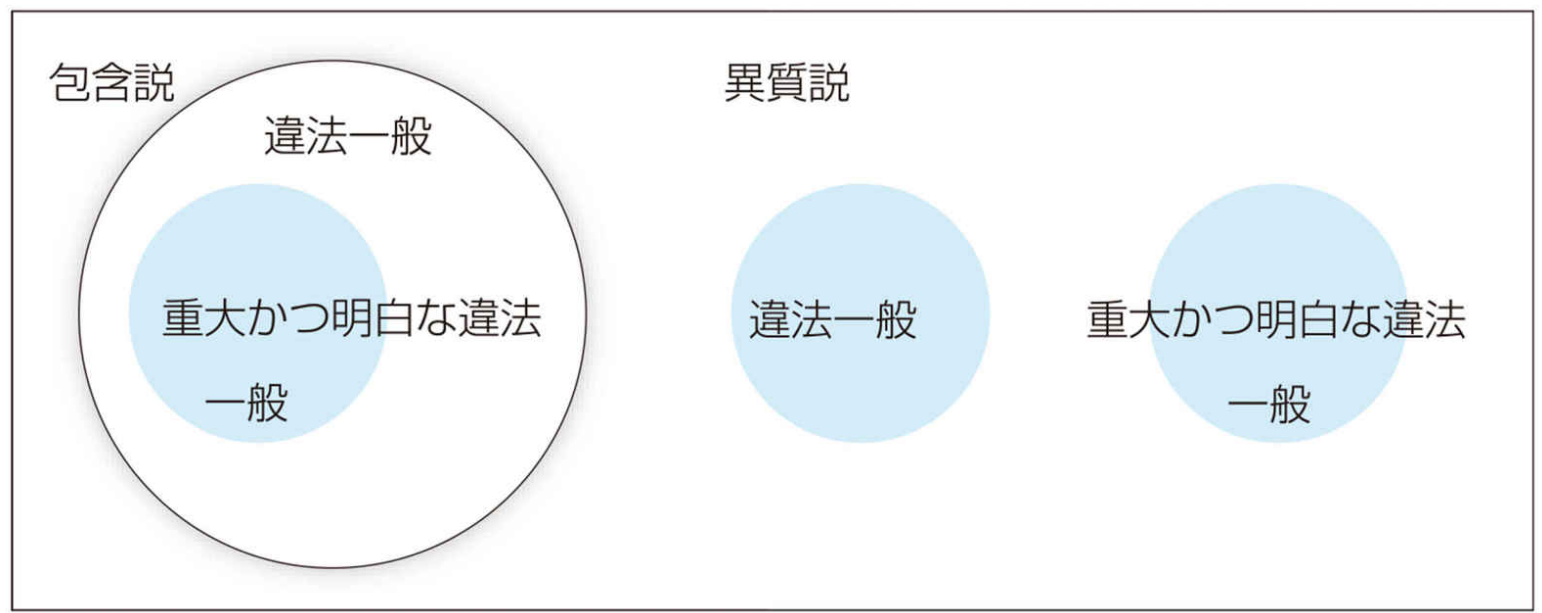 包含説
違法一般
重大かつ明白な違法
一般
異質説
違法一般
重大かつ明白な違法
一般